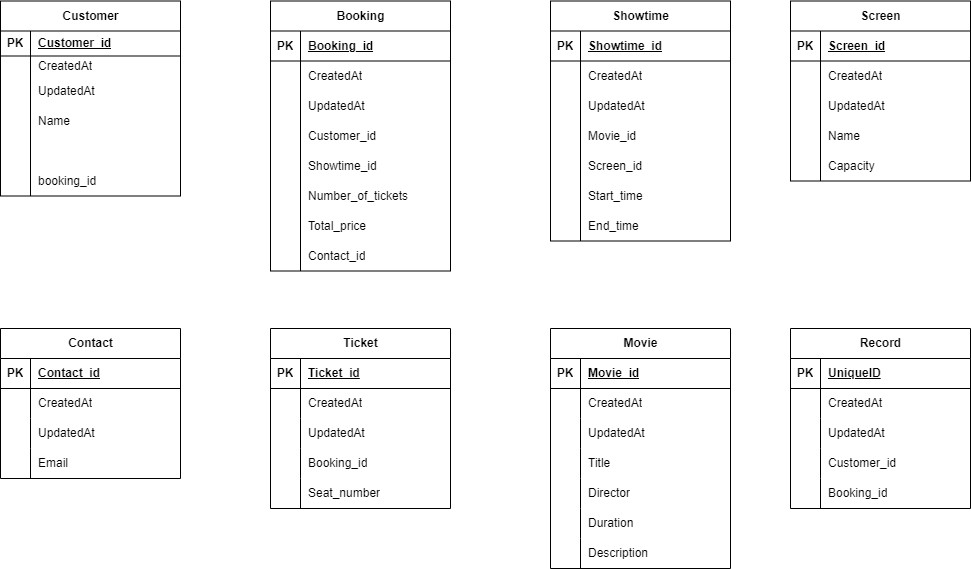 Customer
PK Customer_id
CreatedAt
UpdatedAt
Name
booking_id
Booking
PK Booking_id
CreatedAt
UpdatedAt
Customer_id
Showtime_id
Number_of_tickets
Total_price
Contact_id
Showtime
PK Showtime_id
CreatedAt
UpdatedAt
Movie_id
Screen_id
Start_time
End_time
Screen
PK Screen_id
CreatedAt
UpdatedAt
Name
Capacity
Contact
PK Contact_id
CreatedAt
UpdatedAt
Email
Ticket
PK Ticket_id
CreatedAt
UpdatedAt
Booking_id
Seat_number
Movie
PK Movie_id
CreatedAt
UpdatedAt
Title
Director
Duration
Description
Record
PK UniqueID
CreatedAt
UpdatedAt
Customer_id
Booking_id